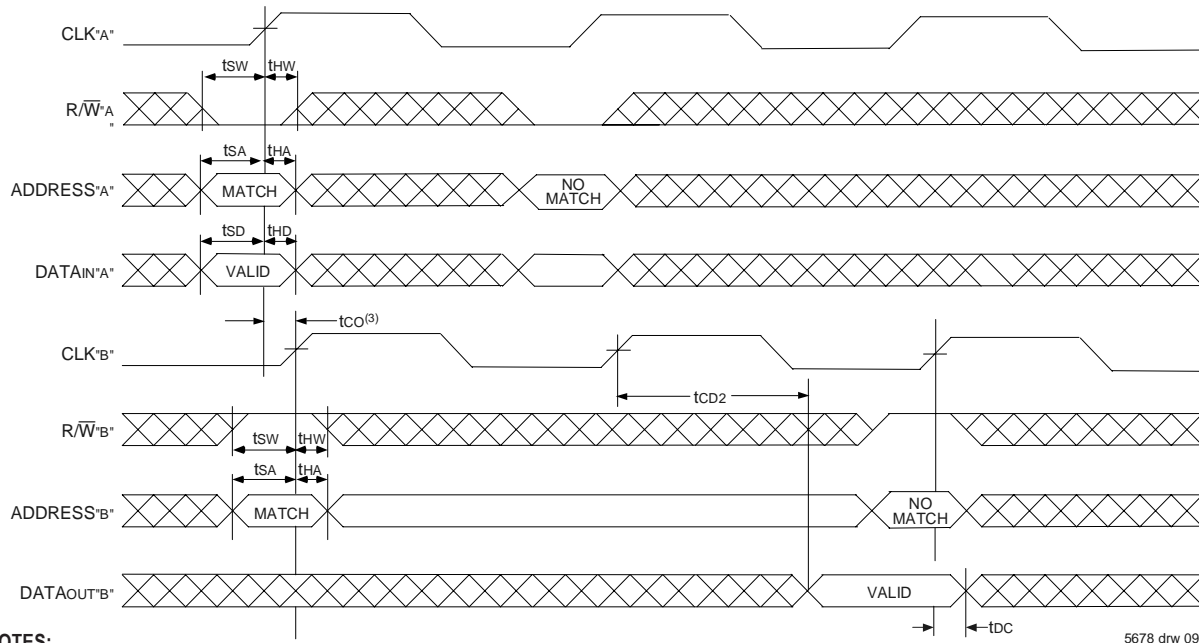 CLK"A"
tSW tHW
R/W"A
"
tSA tHA
ADDRESS"A" MATCH NO MATCH
tSD tHD
DATAIN"A" VALID
tCO(3)
CLK"B"
tCD2
R/W"B"
tSW tHW
tSA tHA
ADDRESS"B" MATCH NO MATCH
DATAOUT"B" VALID
tDC
OTES:
5678 drw 09